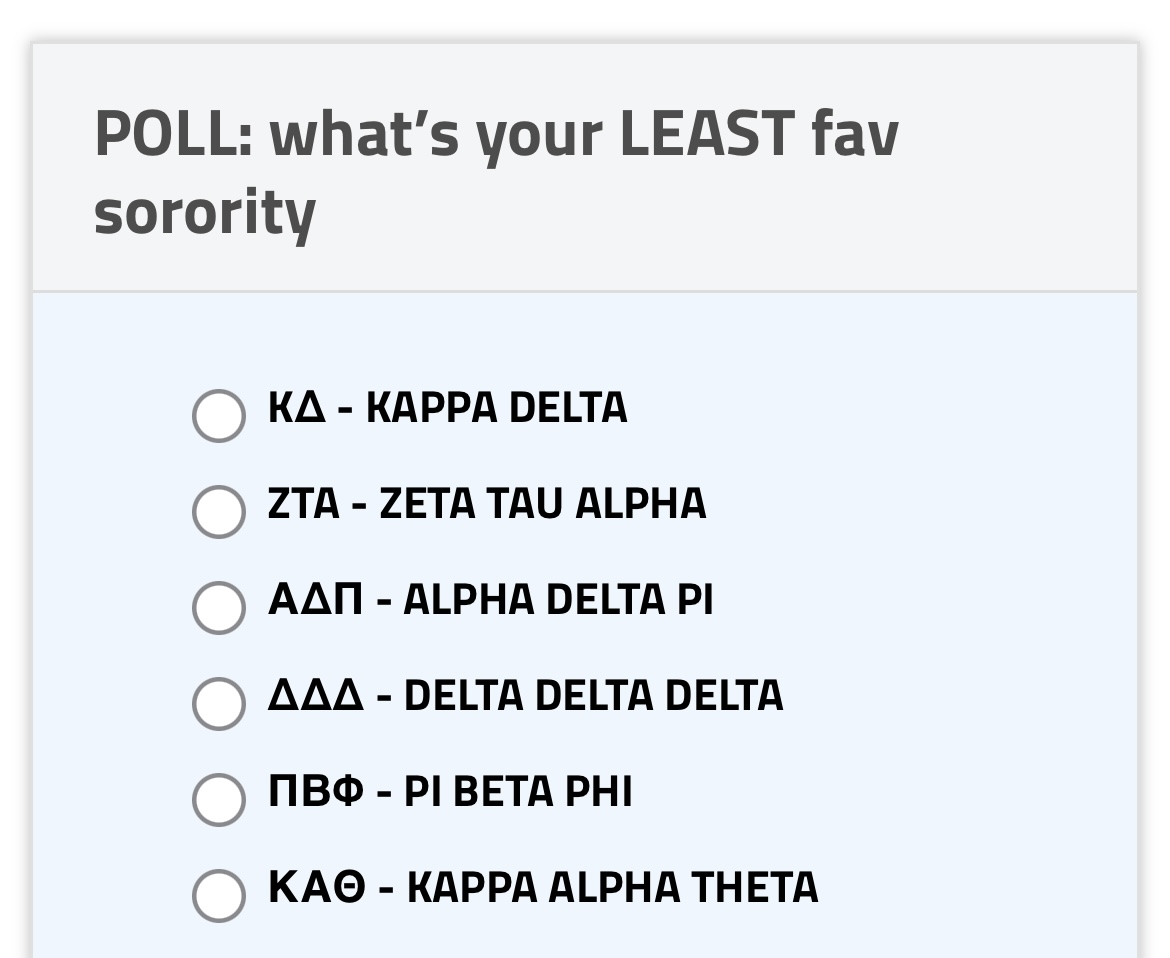 POLL: what’s your LEAST fav
sorority
ΚΔ - KAPPA DELTA
ΖΤΑ - ZETA TAU ALPHA
ΑΔΠ - ALPHA DELTA PI
ΔΔΔ - DELTA DELTA DELTA
ΠΒΦ - PI BETA PHI
ΚΑΘ - KAPPA ALPHA THETA